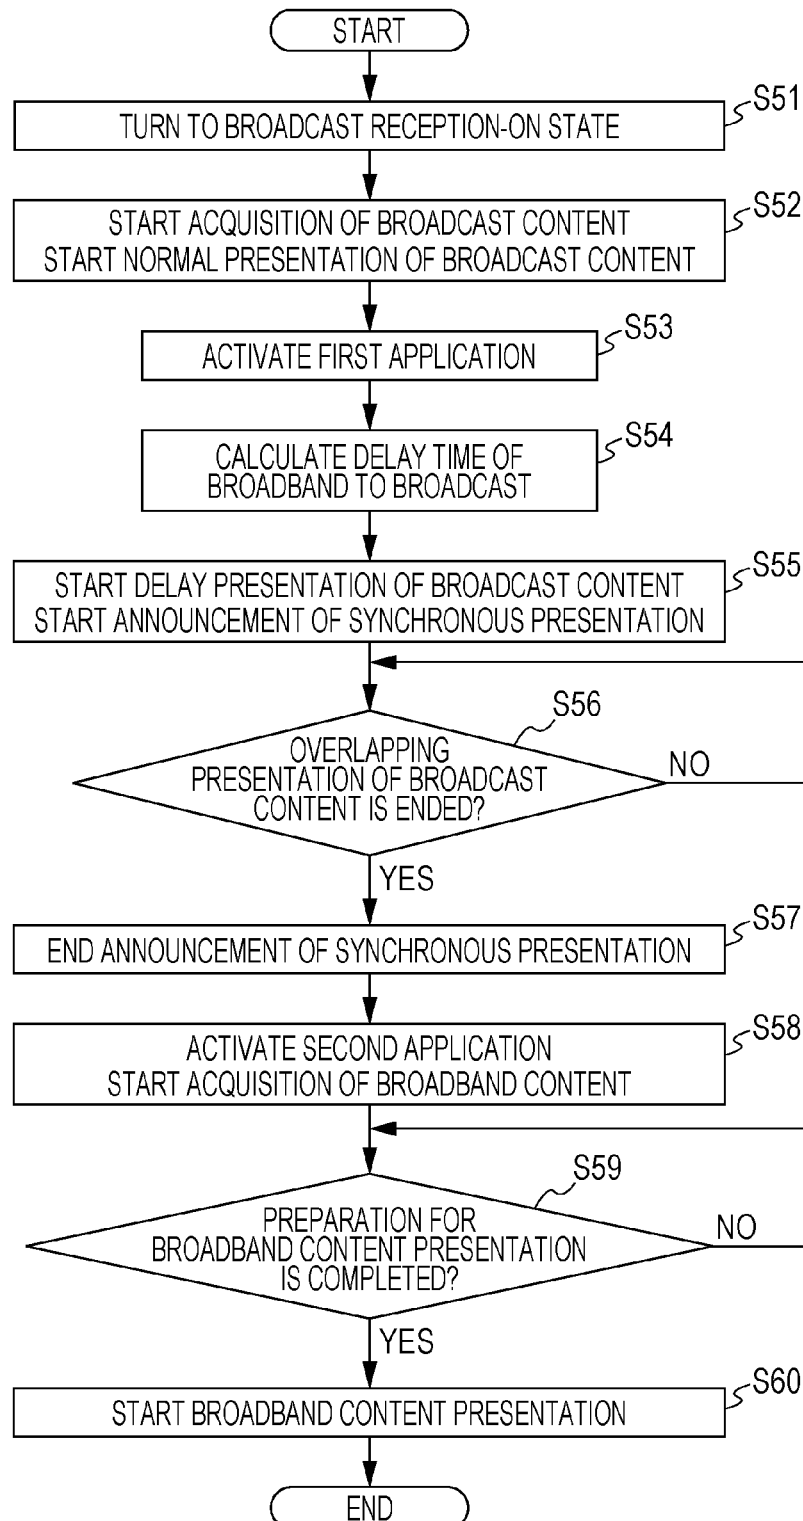 START
S51
TURN TO BROADCAST RECEPTION-ON STATE
S52
START ACQUISITION OF BROADCAST CONTENT
START NORMAL PRESENTATION OF BROADCAST CONTENT
S53
ACTIVATE FIRST APPLICATION
S54
CALCULATE DELAY TIME OF
BROADBAND TO BROADCAST
S55
START DELAY PRESENTATION OF BROADCAST CONTENT
START ANNOUNCEMENT OF SYNCHRONOUS PRESENTATION
S56
OVERLAPPING
PRESENTATION OF BROADCAST
CONTENT IS ENDED?
NO
YES
S57
END ANNOUNCEMENT OF SYNCHRONOUS PRESENTATION
S58
ACTIVATE SECOND APPLICATION
START ACQUISITION OF BROADBAND CONTENT
S59
PREPARATION FOR
BROADBAND CONTENT PRESENTATION
IS COMPLETED?
NO
YES
S60
START BROADBAND CONTENT PRESENTATION
END